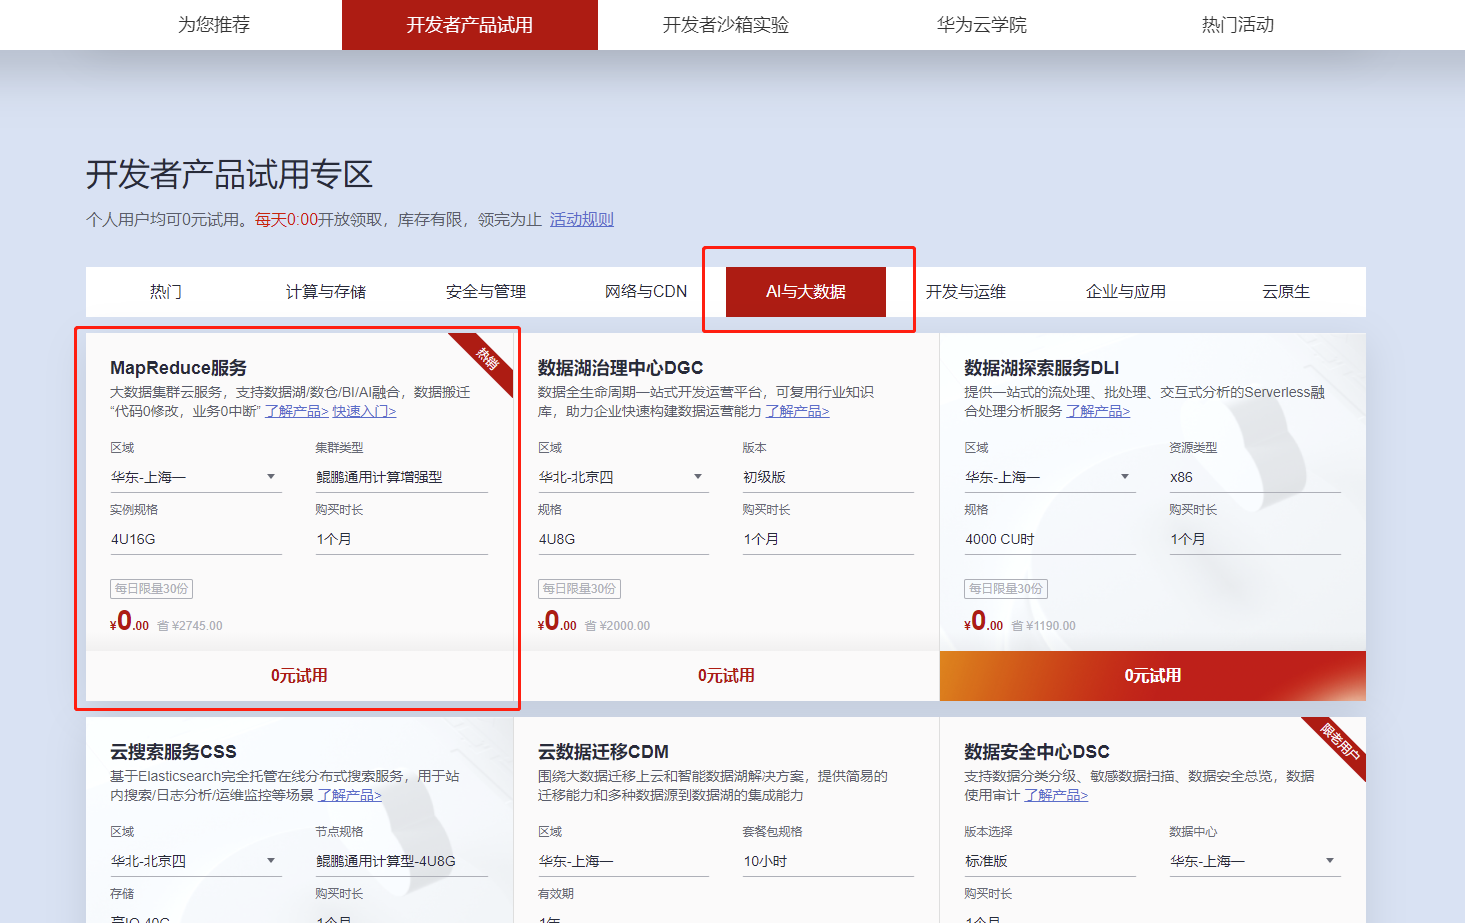 为您推荐
开发者产品试用
开发者沙箱实验
华为云学院
热门活动
开发者产品试用专区
个人用户均可0元试用。每天0:00开放领取，库存有限，领完为止 活动规则
热门
计算与存储
安全与管理
网络与CDN
AI与大数据
开发与运维
企业与应用
云原生
MapReduce服务
热销
大数据集群云服务，支持数据湖/数仓/BI/AI融合，数据搬迁
“代码0修改，业务0中断” 了解产品> 快速入门>
区域 集群类型
华东-上海一 鲲鹏通用计算增强型
实例规格 购买时长
4U16G 1个月
每日限量30份
¥0.00 省 ¥2745.00
0元试用
数据湖治理中心DGC
数据全生命周期一站式开发运营平台，可复用行业知识
库，助力企业快速构建数据运营能力 了解产品>
区域 版本
华北-北京四 初级版
规格 购买时长
4U8G 1个月
每日限量30份
¥0.00 省 ¥2000.00
0元试用
数据湖探索服务DLI
提供一站式的流处理、批处理、交互式分析的Serverless融
合处理分析服务 了解产品>
区域 资源类型
华东-上海一 x86
规格 购买时长
4000 CU时 1个月
每日限量30份
¥0.00 省 ¥1190.00
0元试用
云搜索服务CSS
基于Elasticsearch完全托管在线分布式搜索服务，用于站
内搜索/日志分析/运维监控等场景 了解产品>
区域 节点规格
华北-北京四 鲲鹏通用计算型-4U8G
存储 购买时长
高IO-40G 1个月
云数据迁移CDM
围绕大数据迁移上云和智能数据湖解决方案，提供简易的
迁移能力和多种数据源到数据湖的集成能力
区域 套餐包规格
华东-上海一 10小时
有效期
1年
数据安全中心DSC
限老用户
支持数据分类分级、敏感数据扫描、数据安全总览，数据
使用审计 了解产品>
版本选择 数据中心
标准版 华东-上海一
购买时长
1个月